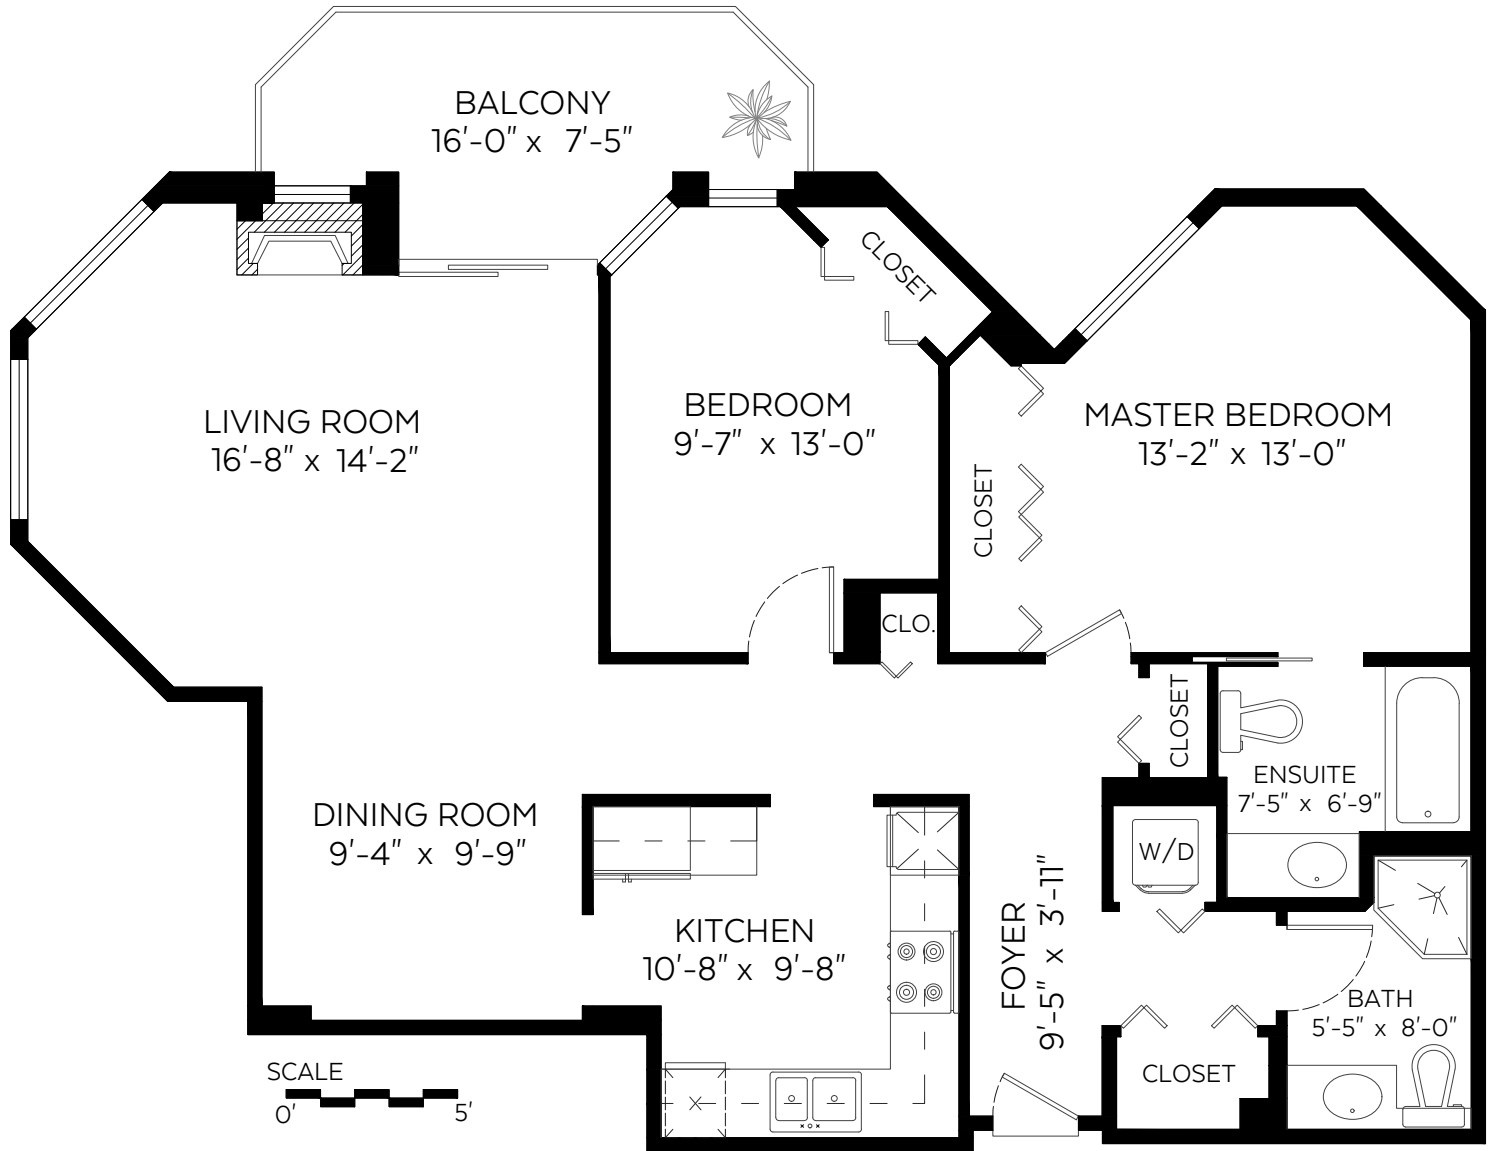 BALCONY
16'-0" x 7'-5"
CLOSET
LIVING ROOM
16'-8" x 14'-2"
BEDROOM
9'-7" x 13'-0"
MASTER BEDROOM
13'-2" x 13'-0"
CLOSET
CLO.
CLOSET
ENSUITE
7'-5" x 6'-9"
DINING ROOM
9'-4" x 9'-9"
W/D
KITCHEN
10'-8" x 9'-8"
FOYER
9'-5" x 3'-11"
BATH
5'-5" x 8'-0"
CLOSET
SCALE
0' 5'